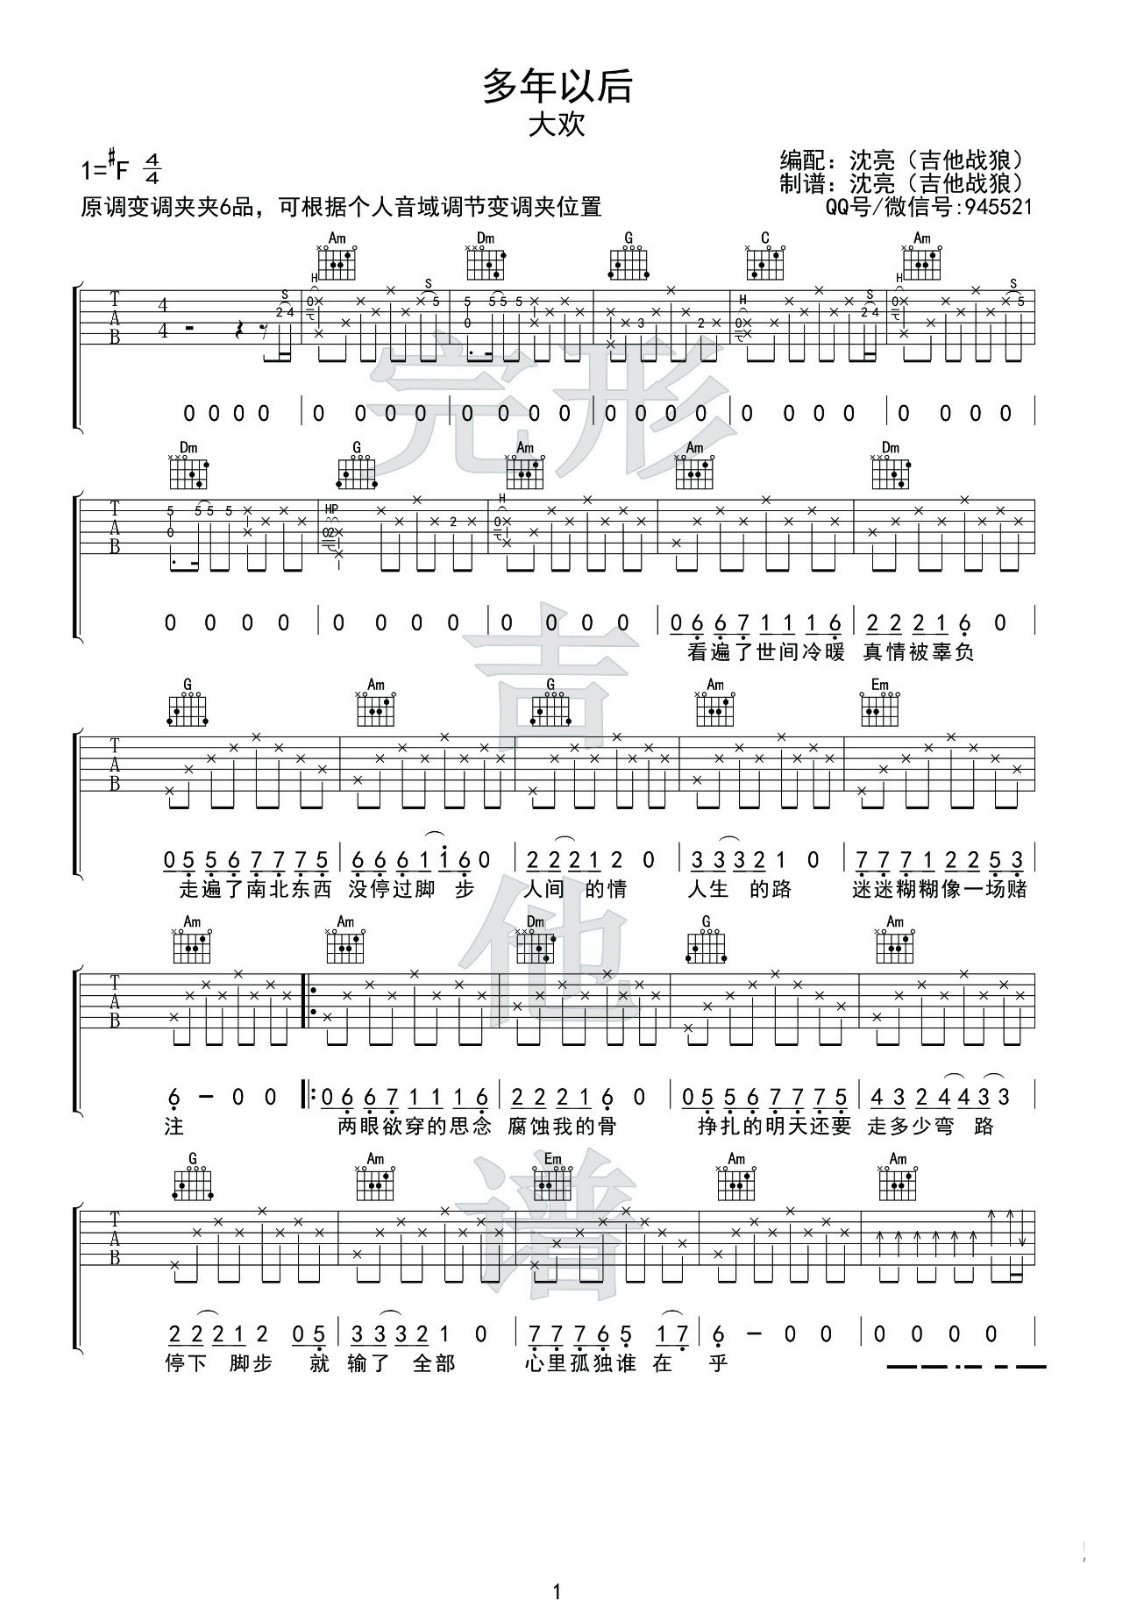 多年以后
大欢
1=#F 4/4
编配：沈亮（吉他战狼）
制谱：沈亮（吉他战狼）
原调变调夹夹6品，可根据个人音域调节变调夹位置
QQ号/微信号:945521
Am Dm G C Am
H S S H H S
T A B 4 4
0 0 0 0 0 0 0 0 0 0 0 0 0 0 0 0 0 0 0 0 0 0 0 0
Dm G Am Am Dm
HP H
T A B
0 0 0 0 0 0 0 0 0 0 0 0 0 6 6 7 1 1 1 6 2 2 2 1 6 0
看遍了世间冷暖 真情被辜负
G Am G Am Em
T A B
0 5 5 6 7 7 7 5 6 6 6 1 1 6 0 2 2 2 1 2 0 3 3 3 2 1 0 7 7 7 1 2 2 5 3
走遍了南北东西 没停过脚 步 人间 的情 人生 的路 迷迷糊糊像一场赌
Am Am Dm G Am
T A B
6 – 0 0 0 6 6 7 1 1 1 6 2 2 2 1 6 0 0 5 5 6 7 7 7 5 4 3 2 4 4 3 3
注 两眼欲穿的思念 腐蚀我的骨 挣扎的明天还要 走多少弯 路
G Am Em Am Am
T A B
2 2 2 1 2 0 5 3 3 3 2 1 0 7 7 7 6 5 1 7 6 – 0 0 0 0 0 0
停下 脚步 就 输了 全部 心里孤独谁 在 乎
1
完形吉他谱